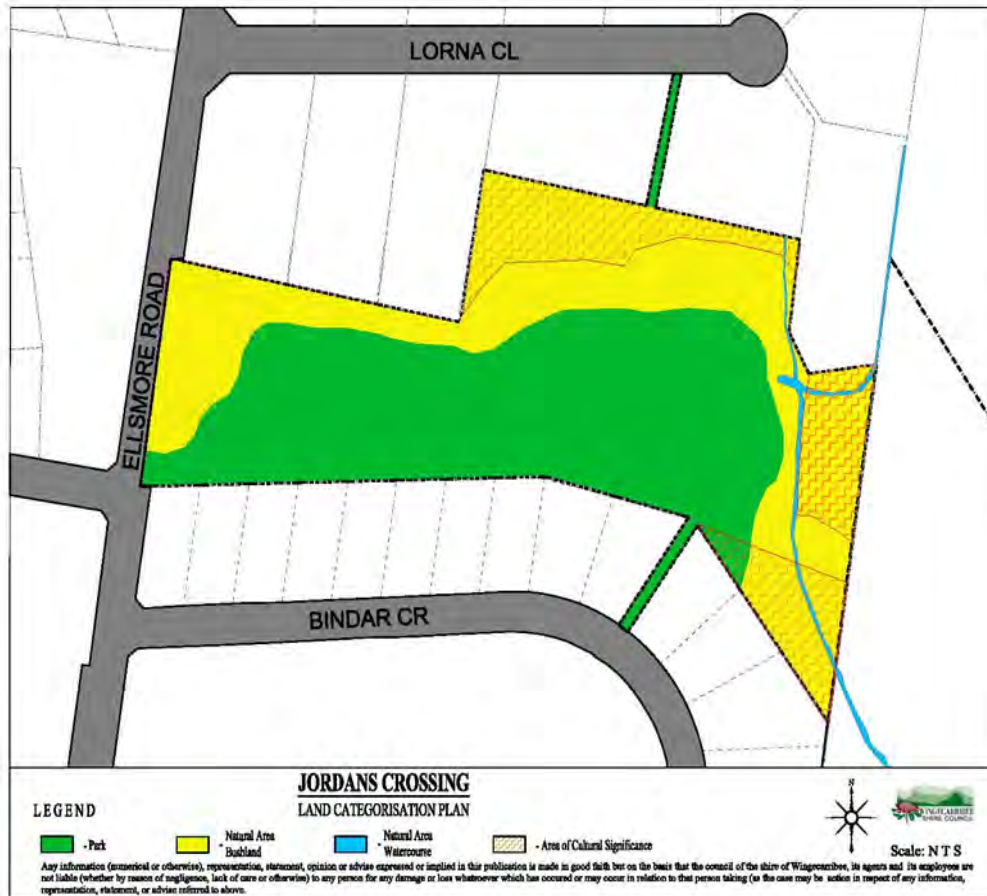 LORNA CL
ELLSMORE ROAD
BINDAR CR
JORDANS CROSSING
LAND CATEGORISATION PLAN
LEGEND
- Park
Natural Area
- Bushland
Natural Area
- Watercourse
- Area of Cultural Significance
N
WINGECARRIBEE
SHIRE COUNCIL
Scale: N T S
Any information (numerical or otherwise), representation, statement, opinion or advise expressed or implied in this publication is made in good faith but on the basis that the council of the shire of Wingecarribee, its agents and its employees are
not liable (whether by reason of negligence, lack of care or otherwise) to any person for any damage or loss whatsoever which has occured or may occur in relation to that person taking (as the case may be action in respect of any information,
representation, statement, or advise referred to above.